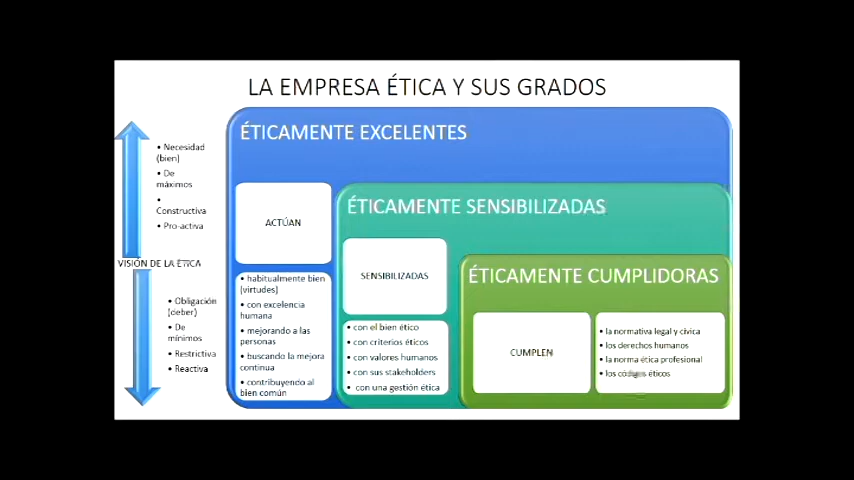 LA EMPRESA ÉTICA Y SUS GRADOS
• Necesidad
(bien)
• De
máximos
•
Constructiva
• Pro-activa
VISIÓN DE LA ÉTICA
• Obligación
(deber)
• De
mínimos
• Restrictiva
• Reactiva
ÉTICAMENTE EXCELENTES
ACTÚAN
• habitualmente bien
(virtudes)
• con excelencia
humana
• mejorando a las
personas
• buscando la mejora
continua
• contribuyendo al
bien común
ÉTICAMENTE SENSIBILIZADAS
SENSIBILIZADAS
• con el bien ético
• con criterios éticos
• con valores humanos
• con sus stakeholders
• con una gestión ética
ÉTICAMENTE CUMPLIDORAS
CUMPLEN
• la normativa legal y cívica
• los derechos humanos
• la norma ética profesional
• los códigos éticos